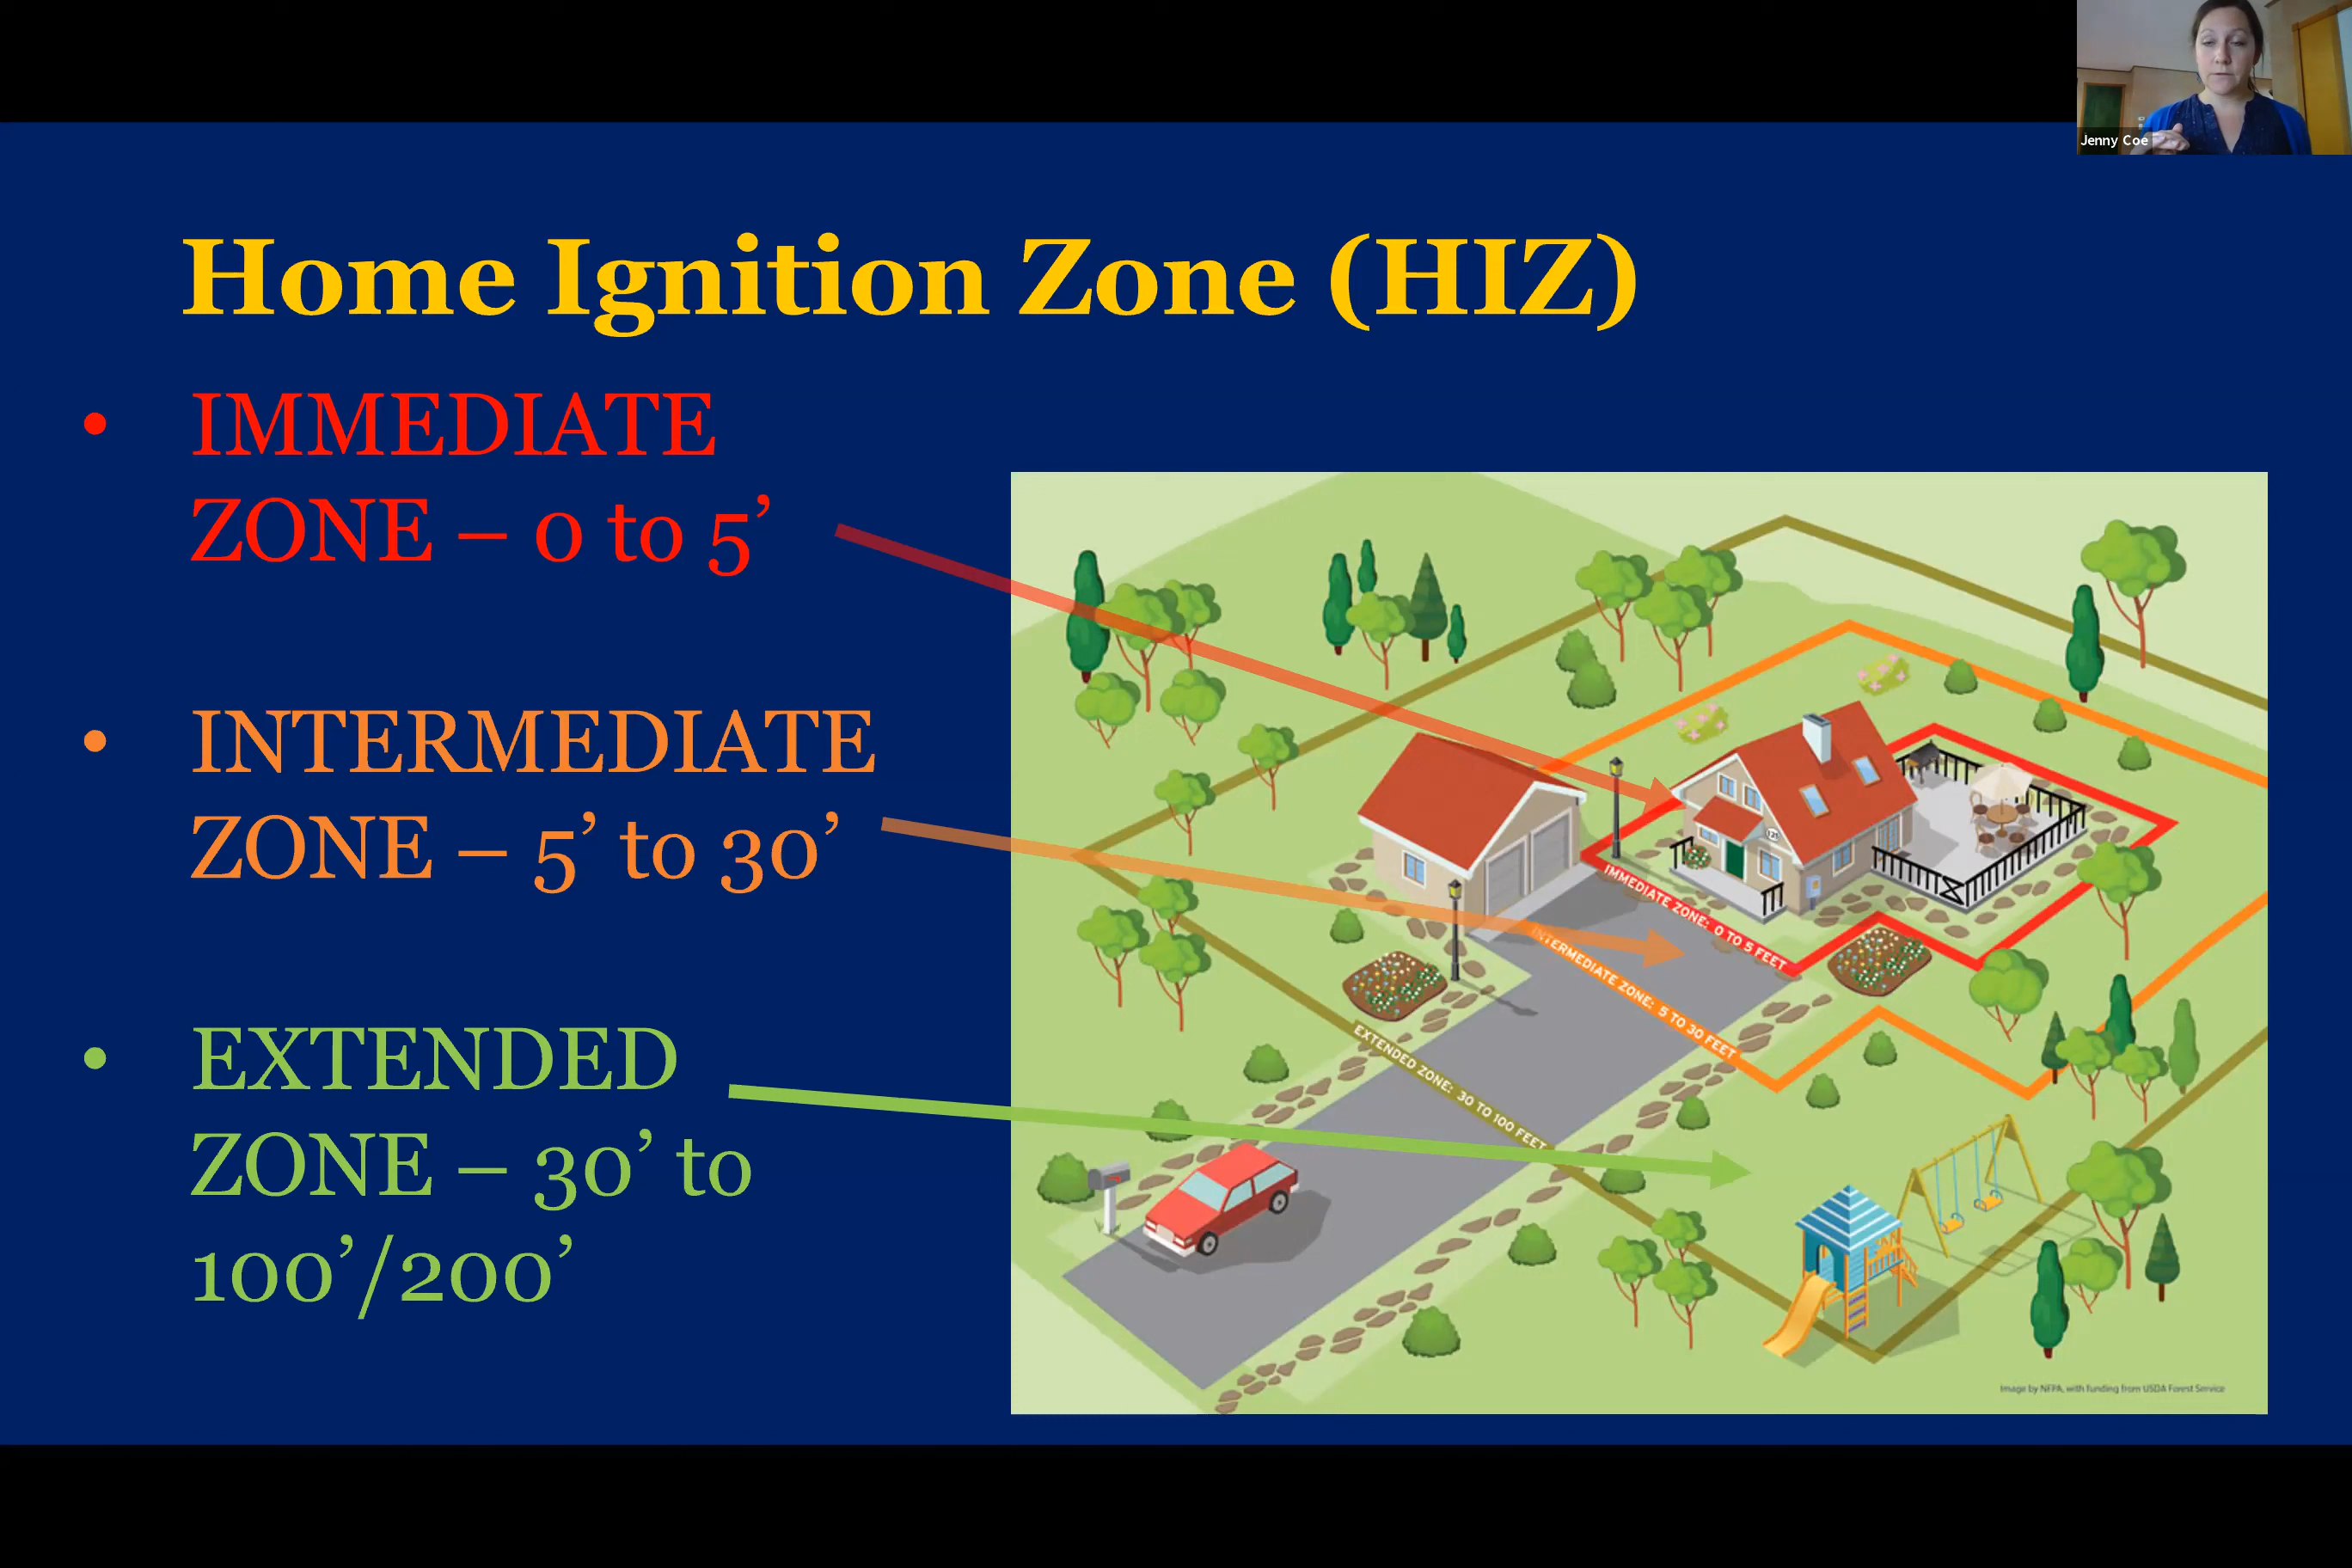 Jenny Coe
Home Ignition Zone (HIZ)
• IMMEDIATE
ZONE – 0 to 5’
• INTERMEDIATE
ZONE – 5’ to 30’
• EXTENDED
ZONE – 30’ to
100’/200’
125
IMMEDIATE ZONE: 0 TO 5 FEET
INTERMEDIATE ZONE: 5 TO 30 FEET
EXTENDED ZONE: 30 TO 100 FEET
Image by NFPA, with funding from USDA Forest Service